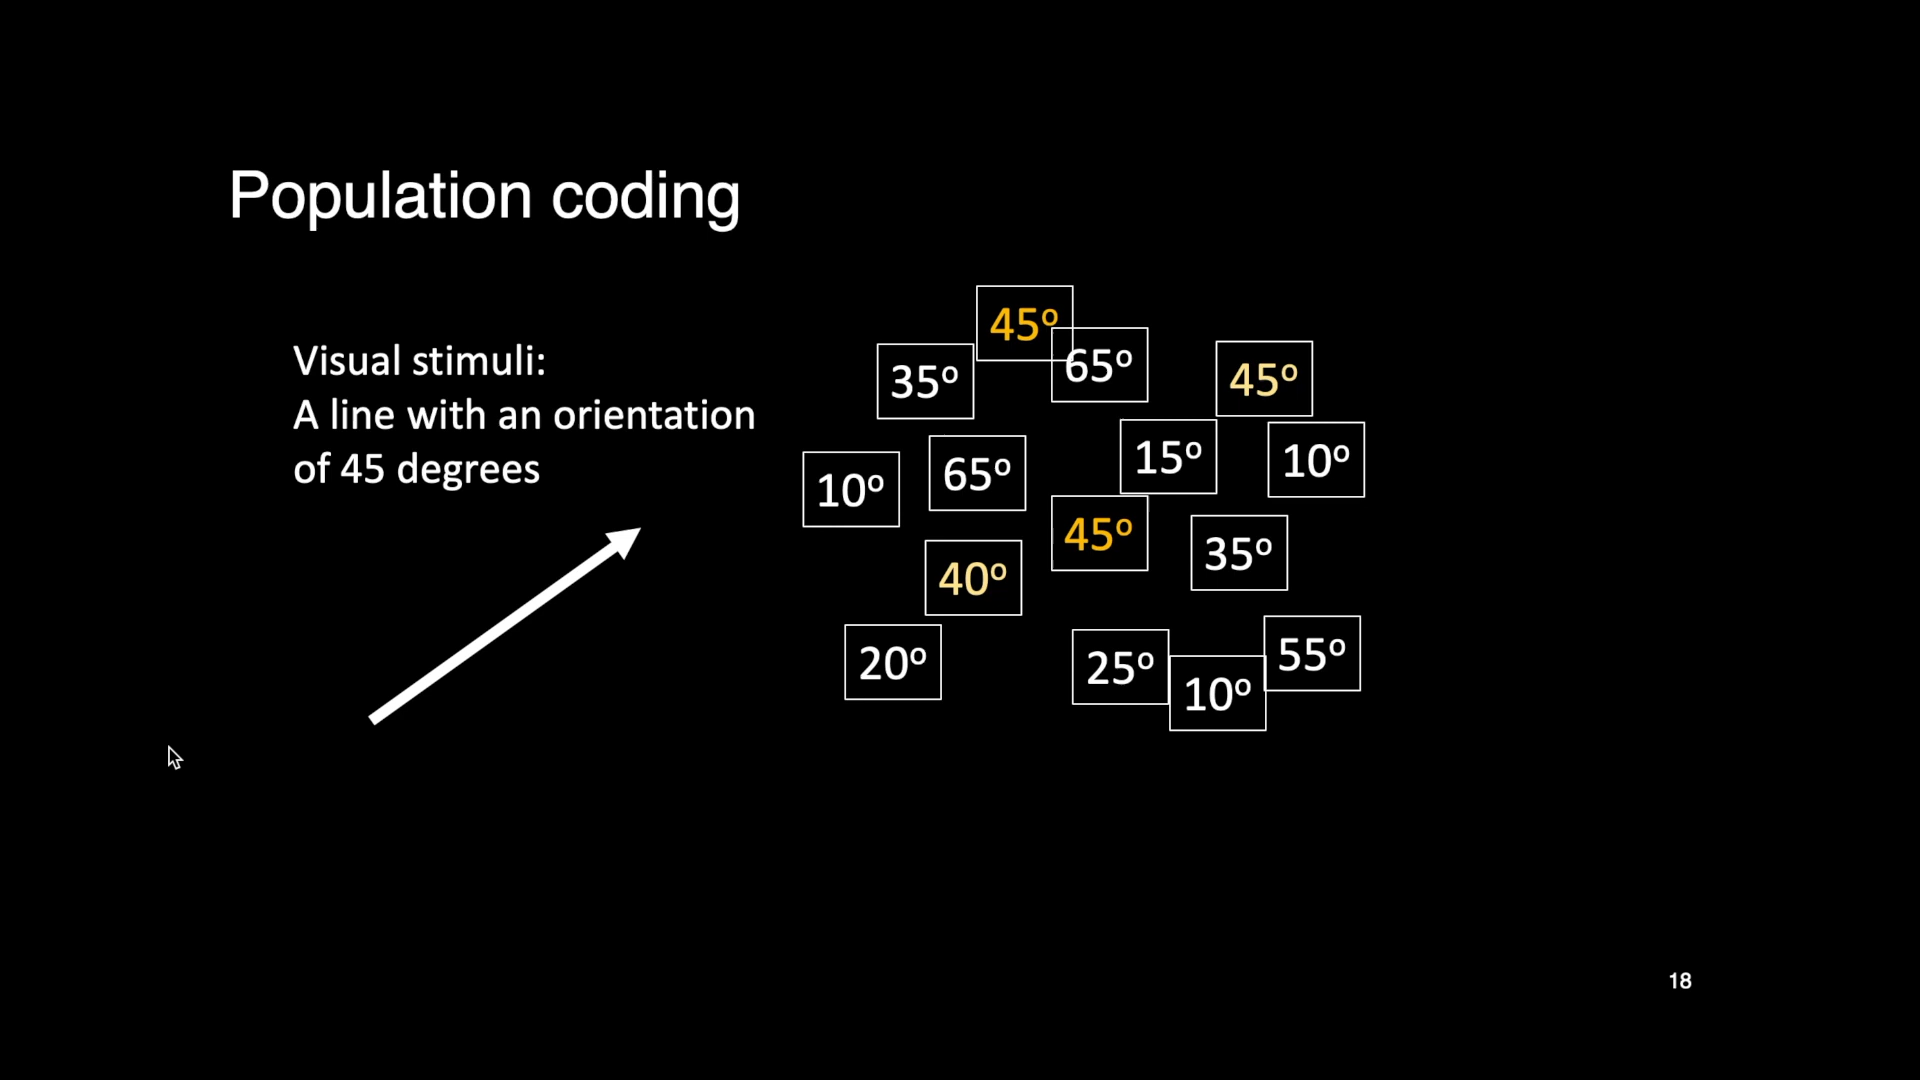 Population coding
Visual stimuli:
A line with an orientation
of 45 degrees
45º
65º
35º
45º
15º
10º
65º
10º
45º
35º
40º
20º
25º
55º
10º
18